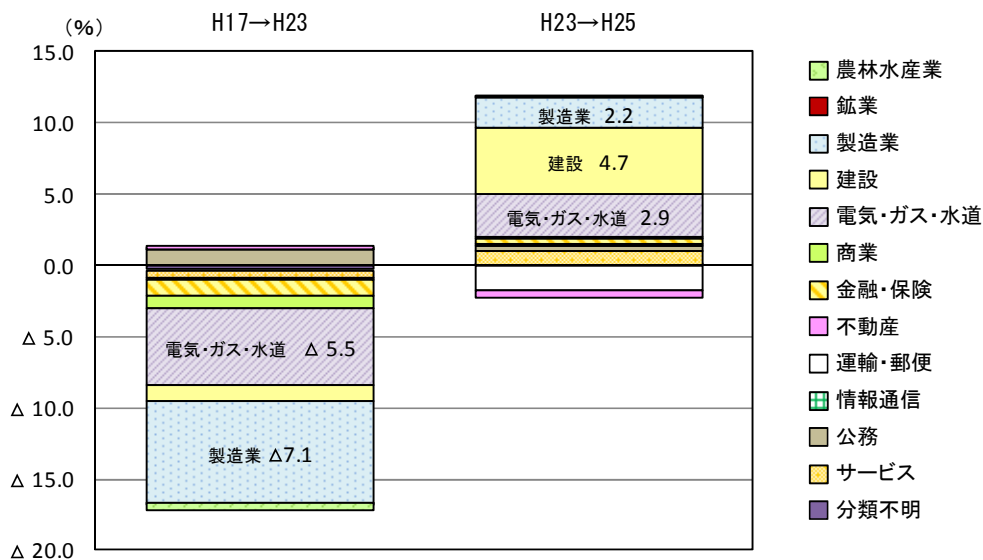 (%)
H17→H23
H23→H25
15.0
10.0
5.0
0.0
Δ 5.0
Δ 10.0
Δ 15.0
Δ 20.0
電気・ガス・水道 Δ 5.5
製造業 Δ7.1
製造業 2.2
建設 4.7
電気・ガス・水道 2.9
農林水産業
鉱業
製造業
建設
電気・ガス・水道
商業
金融・保険
不動産
運輸・郵便
情報通信
公務
サービス
分類不明